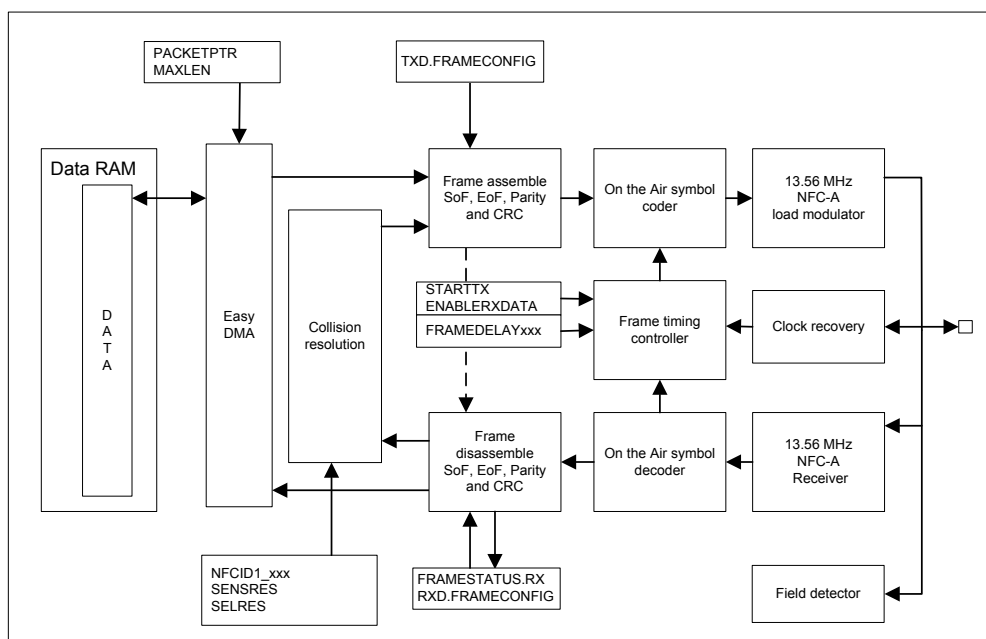 PACKETPTR
MAXLEN
TXD.FRAMECONFIG
Data RAM
D
A
T
A
Easy
DMA
Collision
resolution
Frame assemble
SoF, EoF, Parity
and CRC
On the Air symbol
coder
13.56 MHz
NFC-A
load modulator
STARTTX
ENABLERXDATA
FRAMEDELAYxxx
Frame timing
controller
Clock recovery
Frame
disassemble
SoF, EoF, Parity
and CRC
On the Air symbol
decoder
13.56 MHz
NFC-A
Receiver
NFCID1_xxx
SENSRES
SELRES
FRAMESTATUS.RX
RXD.FRAMECONFIG
Field detector